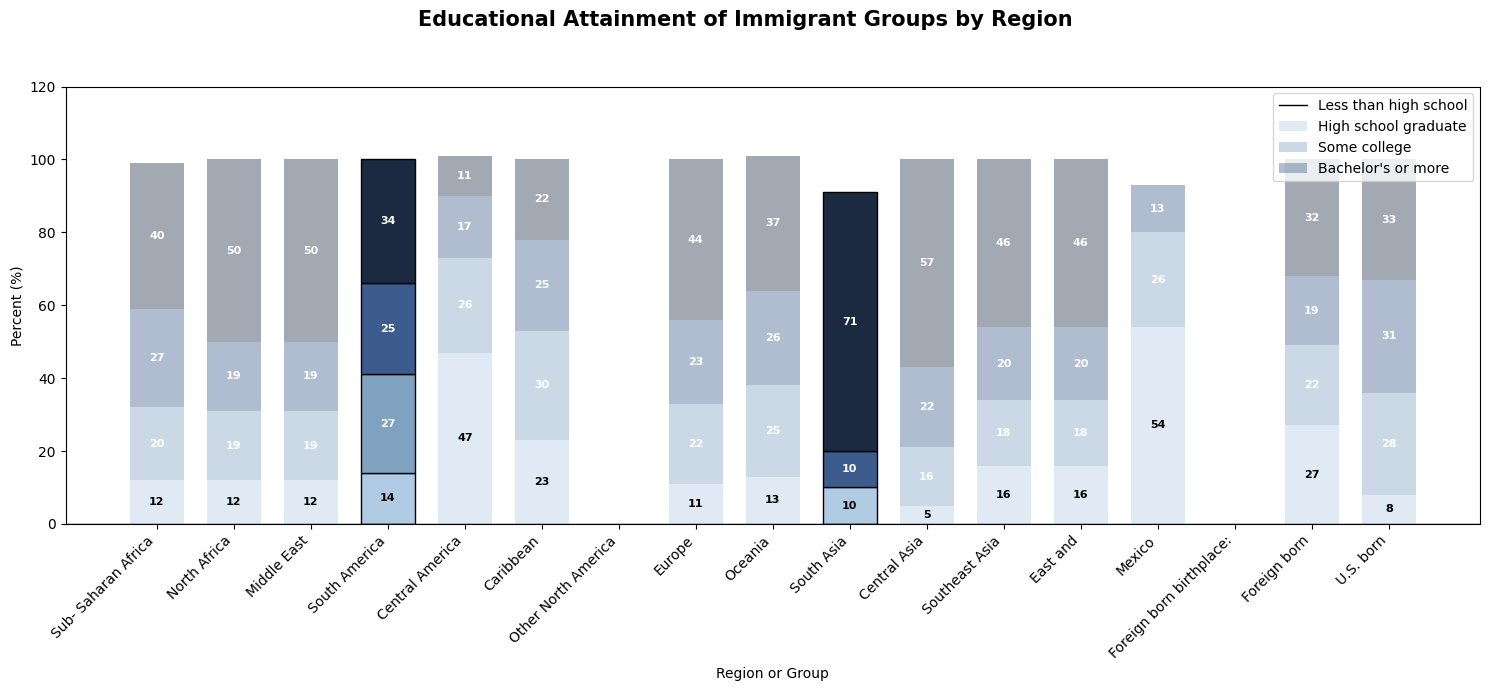 Educational Attainment of Immigrant Groups by Region
Percent (%)
120
100
80
60
40
20
0
Less than high school
High school graduate
Some college
Bachelor's or more
40
27
20
12
50
19
19
12
50
19
19
12
34
25
27
14
11
17
26
47
22
25
30
23
44
23
22
11
37
26
25
13
71
10
10
57
22
16
5
46
20
18
16
46
20
18
16
13
26
54
32
19
22
27
33
31
28
8
Sub- Saharan Africa
North Africa
Middle East
South America
Central America
Caribbean
Other North America
Europe
Oceania
South Asia
Central Asia
Southeast Asia
East and
Mexico
Foreign born birthplace:
Foreign born
U.S. born
Region or Group